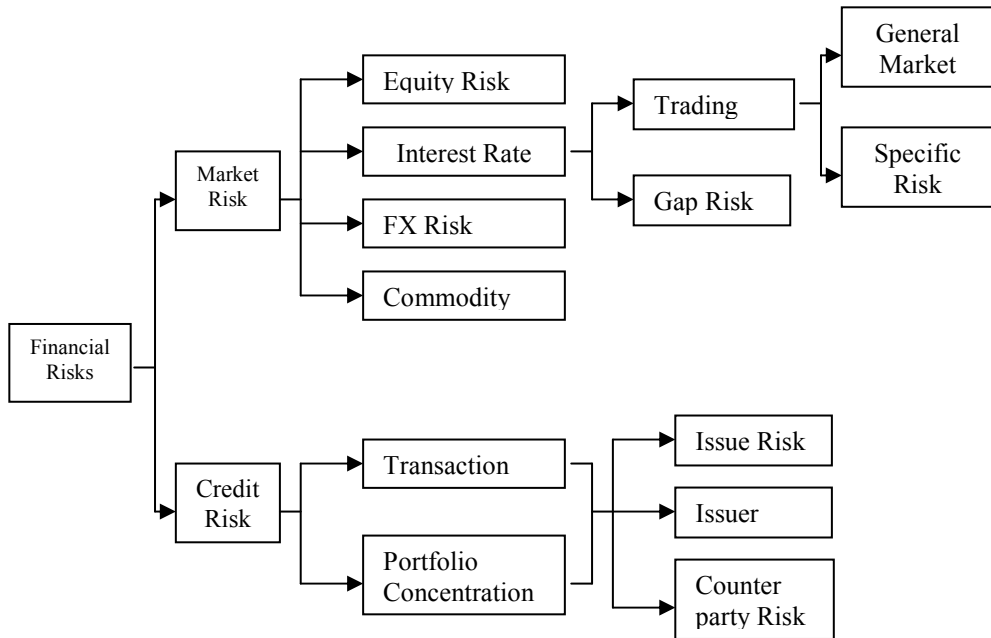 Financial
Risks
Market
Risk
Equity Risk
Interest Rate
FX Risk
Commodity
Trading
Gap Risk
General
Market
Specific
Risk
Credit
Risk
Transaction
Portfolio
Concentration
Issue Risk
Issuer
Counter
party Risk